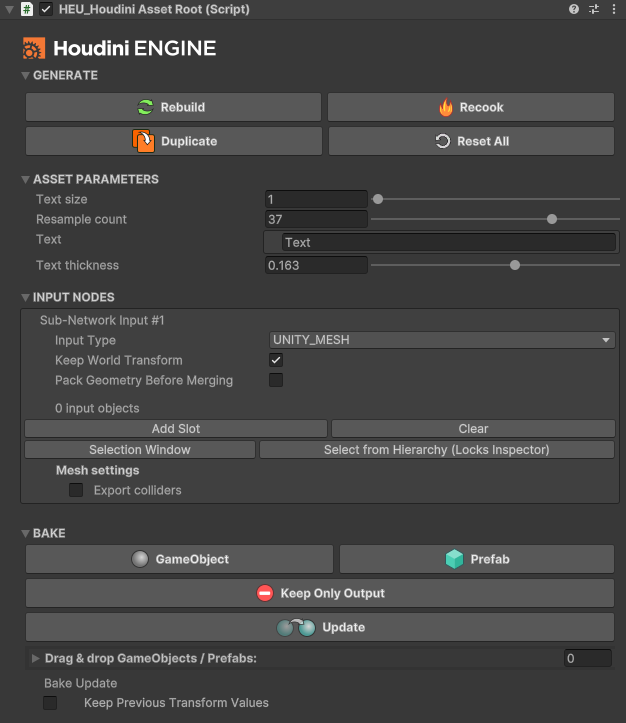 HEU_Houdini Asset Root (Script)
Houdini ENGINE
GENERATE
Rebuild
Recook
Duplicate
Reset All
ASSET PARAMETERS
Text size 1
Resample count 37
Text Text
Text thickness 0.163
INPUT NODES
Sub-Network Input #1
Input Type UNITY_MESH
Keep World Transform
Pack Geometry Before Merging
0 input objects
Add Slot
Clear
Selection Window
Select from Hierarchy (Locks Inspector)
Mesh settings
Export colliders
BAKE
GameObject
Prefab
Keep Only Output
Update
Drag & drop GameObjects / Prefabs: 0
Bake Update
Keep Previous Transform Values